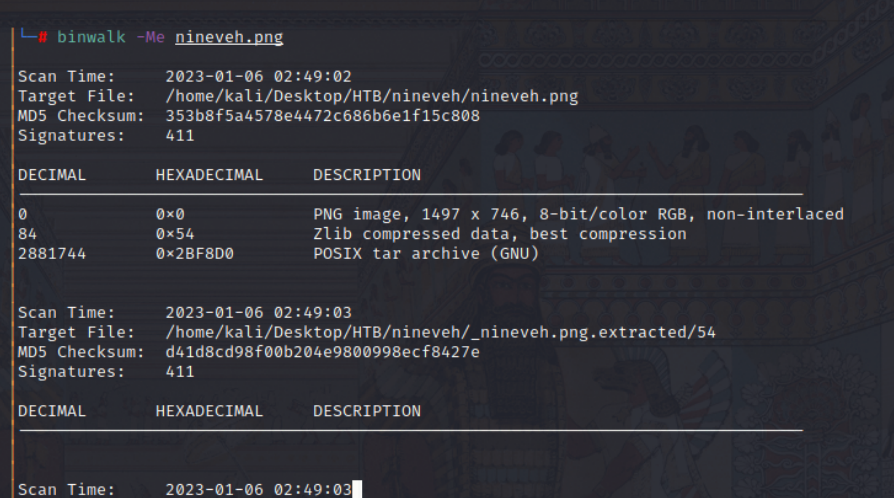 └─# binwalk -Me nineveh.png
Scan Time:     2023-01-06 02:49:02
Target File:   /home/kali/Desktop/HTB/nineveh/nineveh.png
MD5 Checksum:  353b8f5a4578e4472c686b6e1f15c808
Signatures:    411
DECIMAL       HEXADECIMAL     DESCRIPTION
0             0×0             PNG image, 1497 x 746, 8-bit/color RGB, non-interlaced
84            0×54            Zlib compressed data, best compression
2881744       0×2BF8D0        POSIX tar archive (GNU)
Scan Time:     2023-01-06 02:49:03
Target File:   /home/kali/Desktop/HTB/nineveh/_nineveh.png.extracted/54
MD5 Checksum:  d41d8cd98f00b204e9800998ecf8427e
Signatures:    411
DECIMAL       HEXADECIMAL     DESCRIPTION
Scan Time:     2023-01-06 02:49:03